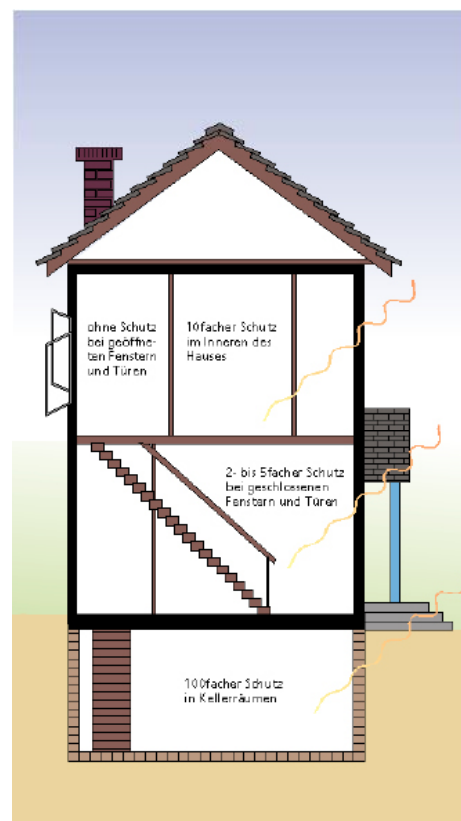 ohne Schutz
bei geöffne-
ten Fenstern
und Türen
10facher Schutz
im Inneren des
Hauses
2- bis 5facher Schutz
bei geschlossenen
Fenstern und Türen
100facher Schutz
in Kellerräumen